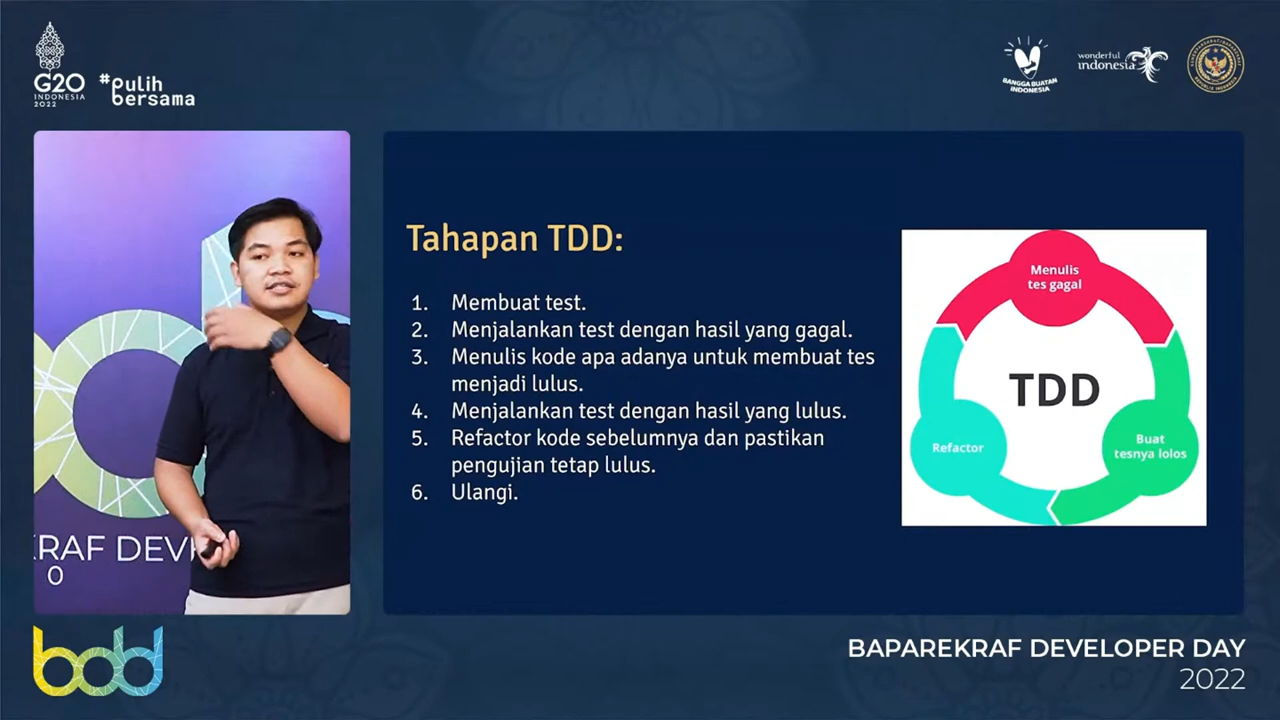 G20
INDONESIA
2022
#pulih
bersama
BANGGA BUATAN
INDONESIA
wonderful
indonesia
Tahapan TDD:
1. Membuat test.
2. Menjalankan test dengan hasil yang gagal.
3. Menulis kode apa adanya untuk membuat tes
menjadi lulus.
4. Menjalankan test dengan hasil yang lulus.
5. Refactor kode sebelumnya dan pastikan
pengujian tetap lulus.
6. Ulangi.
Menulis
tes gagal
TDD
Refactor
Buat
tesnya lolos
KRAF DEV
0
bdd
BAPAREKRAF DEVELOPER DAY
2022